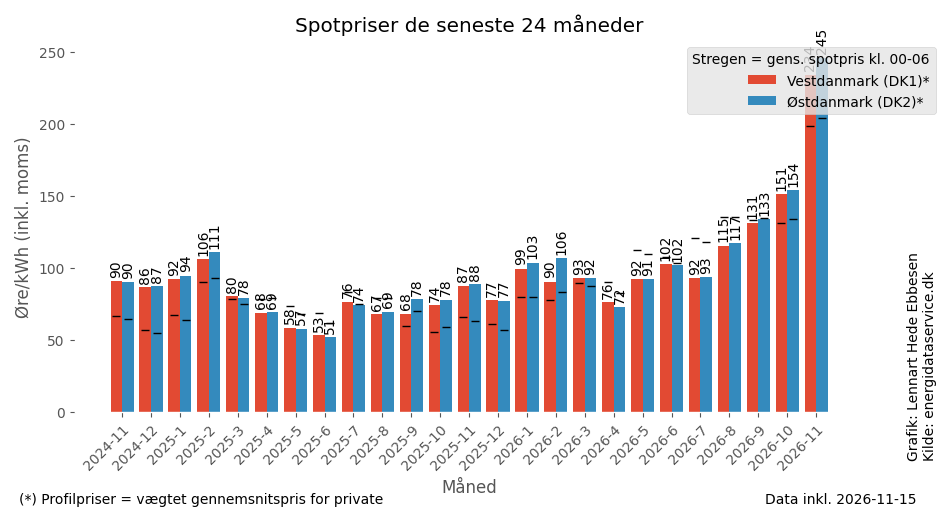 Spotpriser de seneste 24 måneder
Stregen = gens. spotpris kl. 00-06
Vestdanmark (DK1)*
Østdanmark (DK2)*
Øre/kWh (inkl. moms)
250
200
150
100
50
0
90 90 86 87 92 94 106 111 80 78 68 69 58 57 53 51 76 74 67 69 68 78 74 78 87 88 77 77 99 103 90 106 93 92 76 72 92 91 102 102 92 93 115 117 131 133 151 154 245
2024-11 2024-12 2025-1 2025-2 2025-3 2025-4 2025-5 2025-6 2025-7 2025-8 2025-9 2025-10 2025-11 2025-12 2026-1 2026-2 2026-3 2026-4 2026-5 2026-6 2026-7 2026-8 2026-9 2026-10 2026-11
Måned
(*) Profilpriser = vægtet gennemsnitspris for private
Data inkl. 2026-11-15
Grafik: Lennart Hede Ebbesen
Kilde: energidataservice.dk